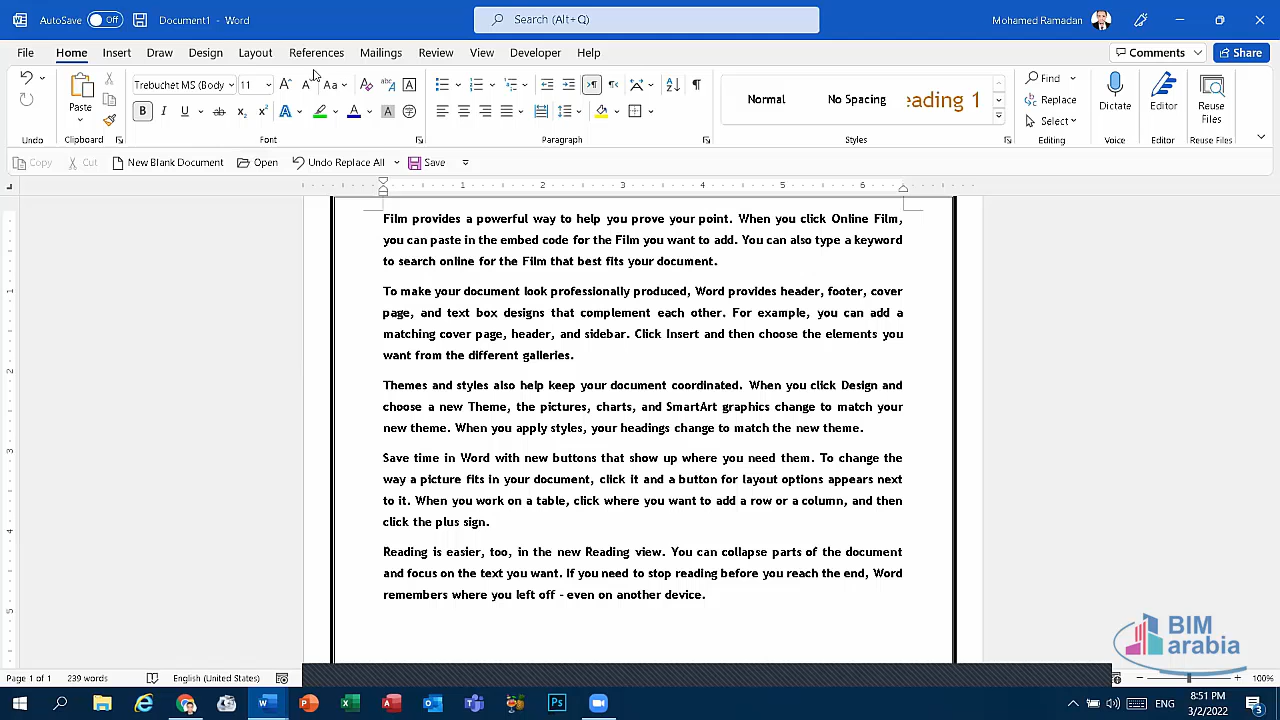 AutoSave Off Document1 - Word Search (Alt+Q) Mohamed Ramadan
File Home Insert Draw Design Layout References Mailings Review View Developer Help Comments Share
Trebuchet MS (Body 11 Normal No Spacing eading 1 Find
Paste Replace Dictate Editor Reuse Files
Select
Undo Clipboard Font Paragraph Styles Editing Voice Editor Reuse Files
Copy Cut New Blank Document Open Undo Replace All Save
1 2 3 4 5 6
Film provides a powerful way to help you prove your point. When you click Online Film,
you can paste in the embed code for the Film you want to add. You can also type a keyword
to search online for the Film that best fits your document.
To make your document look professionally produced, Word provides header, footer, cover
page, and text box designs that complement each other. For example, you can add a
matching cover page, header, and sidebar. Click Insert and then choose the elements you
want from the different galleries.
Themes and styles also help keep your document coordinated. When you click Design and
choose a new Theme, the pictures, charts, and SmartArt graphics change to match your
new theme. When you apply styles, your headings change to match the new theme.
Save time in Word with new buttons that show up where you need them. To change the
way a picture fits in your document, click it and a button for layout options appears next
to it. When you work on a table, click where you want to add a row or a column, and then
click the plus sign.
Reading is easier, too, in the new Reading view. You can collapse parts of the document
and focus on the text you want. If you need to stop reading before you reach the end, Word
remembers where you left off - even on another device.
BIM
arabia
Page 1 of 1 239 words English (United States) 100%
8:51 PM
ENG
3/2/2022